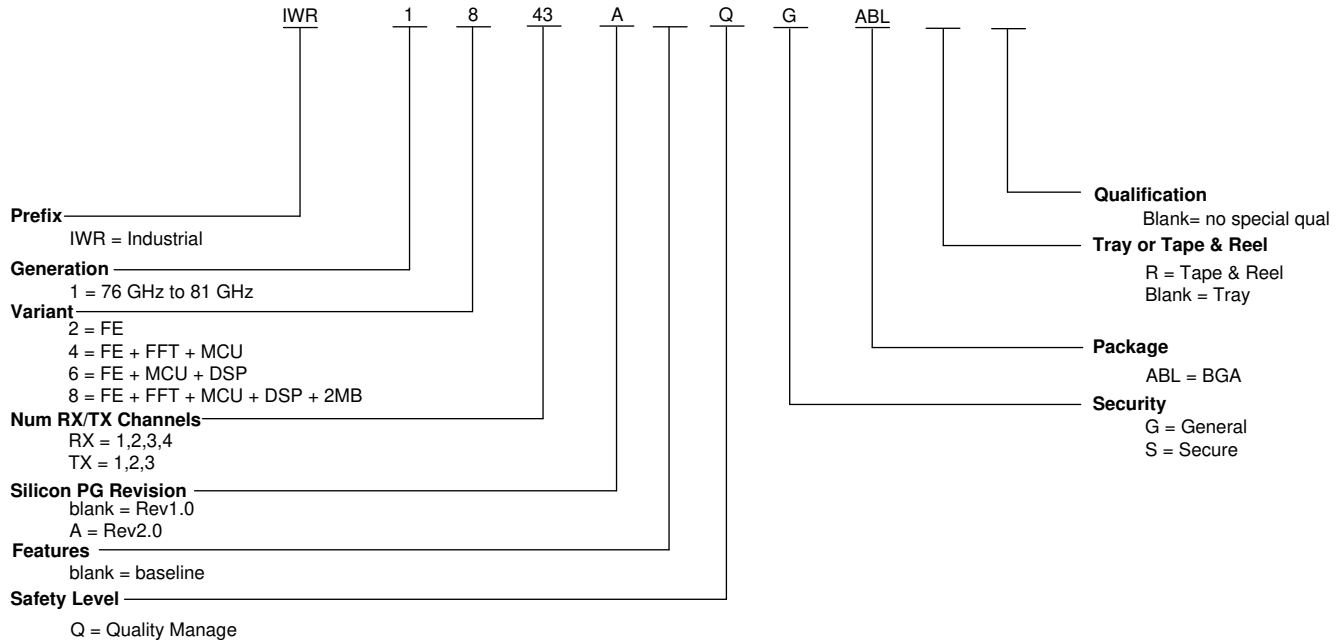 IWR 1 8 43 A Q G ABL
Prefix
IWR = Industrial
Generation
1 = 76 GHz to 81 GHz
Variant
2 = FE
4 = FE + FFT + MCU
6 = FE + MCU + DSP
8 = FE + FFT + MCU + DSP + 2MB
Num RX/TX Channels
RX = 1,2,3,4
TX = 1,2,3
Silicon PG Revision
blank = Rev1.0
A = Rev2.0
Features
blank = baseline
Safety Level
Q = Quality Manage
Qualification
Blank= no special qual
Tray or Tape & Reel
R = Tape & Reel
Blank = Tray
Package
ABL = BGA
Security
G = General
S = Secure